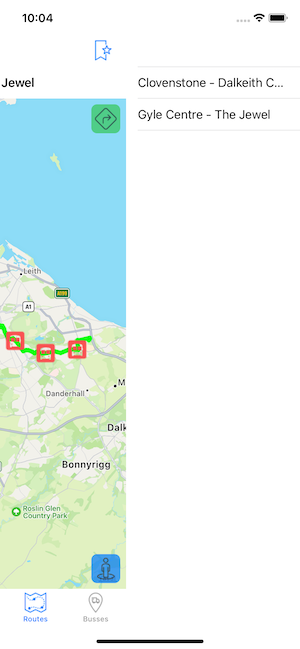 10:04
Jewel
Clovenstone - Dalkeith C...
Gyle Centre - The Jewel
Leith
A199
A1
M
Danderhall
Dalk
Bonnyrigg
Roslin Glen
Country Park
Routes
Busses